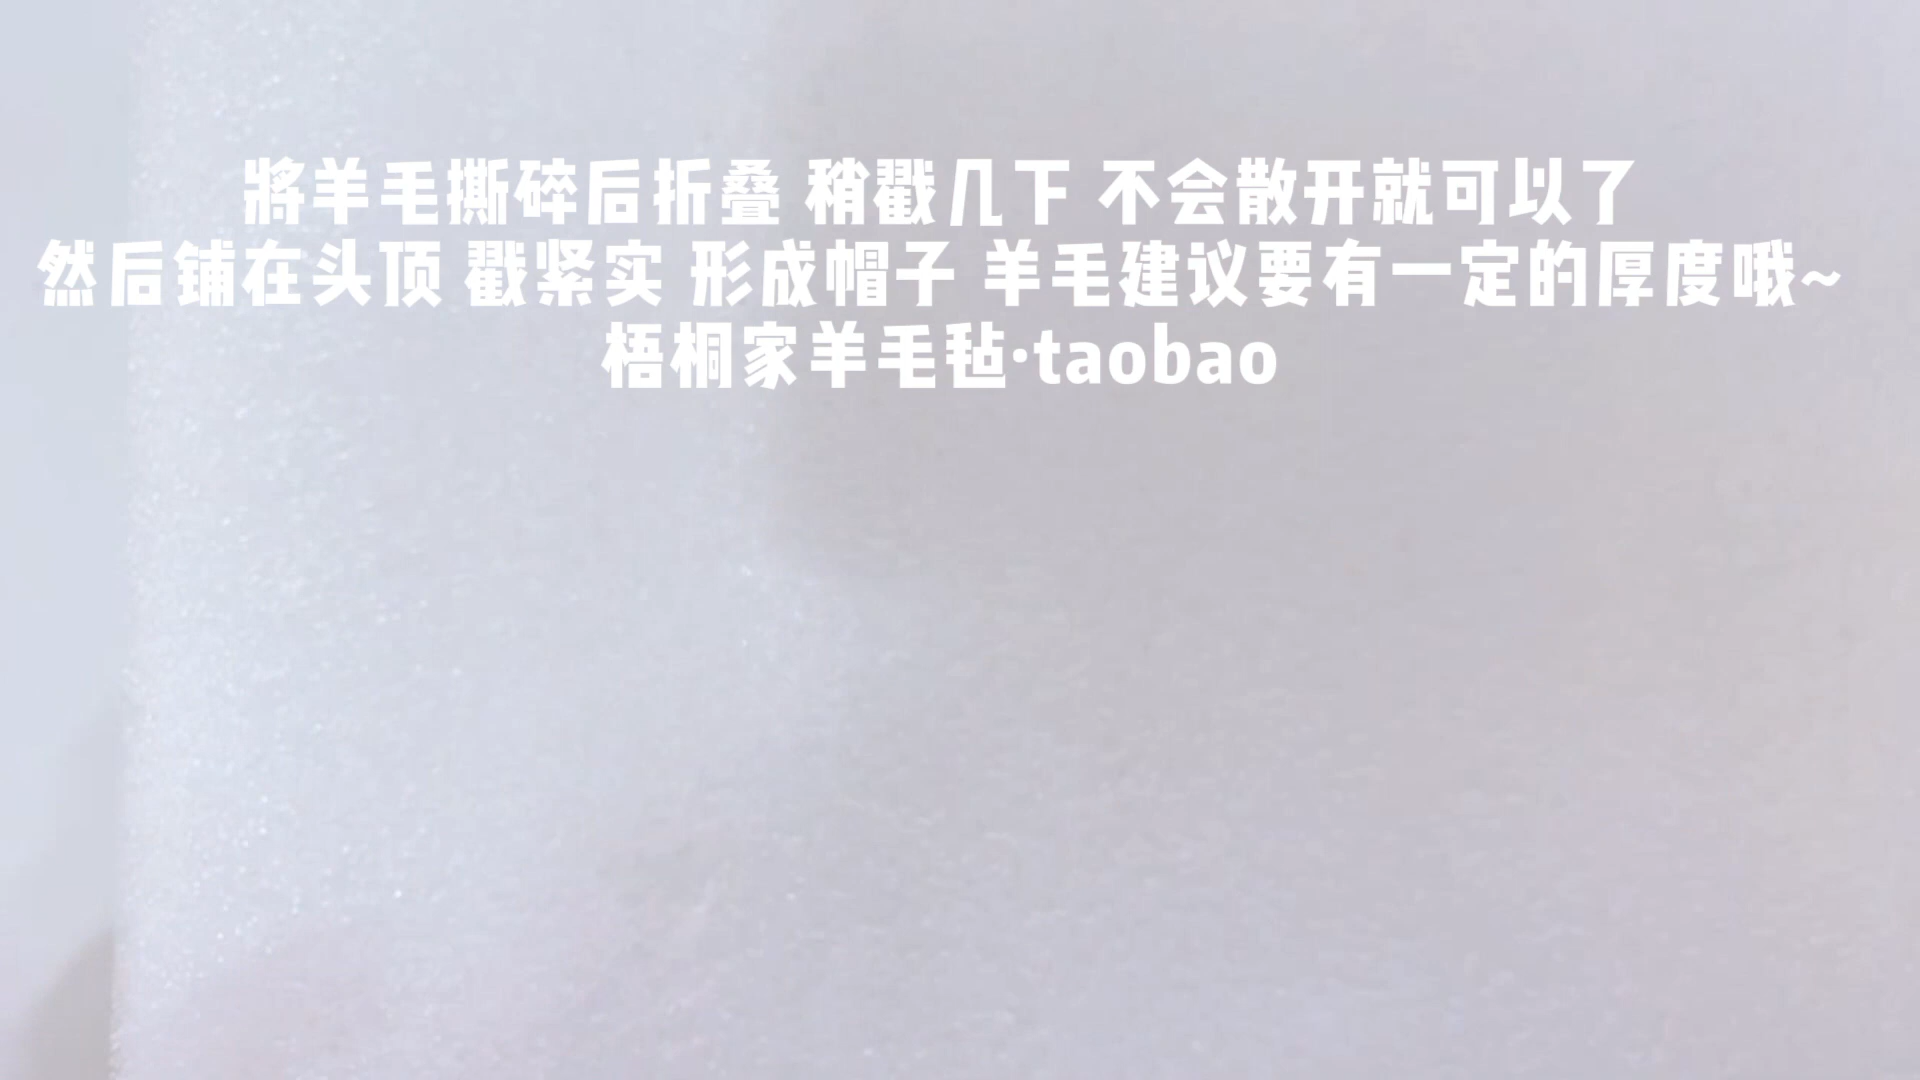 將羊毛撕碎后折叠 稍戳几下 不会散开就可以了
然后铺在头顶 戳紧实 形成帽子 羊毛建议要有一定的厚度哦~
梧桐家羊毛毡·taobao